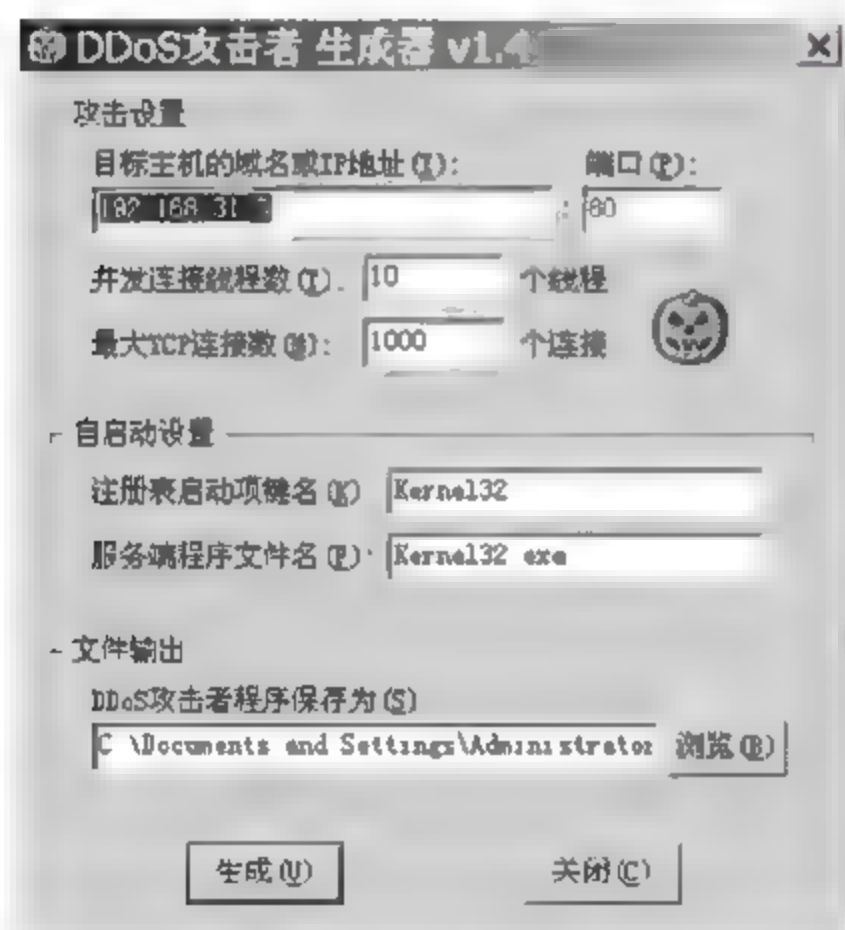 DDoS攻击者 生成器 v1.4
攻击设置
目标主机的域名或IP地址(I): 端口(P):
192 168 31 : 80
并发连接线程数(T). 10 个线程
最大TCP连接数(M): 1000 个连接
自启动设置
注册表启动项键名(K) Kernel32
服务端程序文件名(F): Kernel32 exe
文件输出
DDoS攻击者程序保存为(S)
C \Documents and Settings\Administrator 浏览(B)
生成(U) 关闭(C)